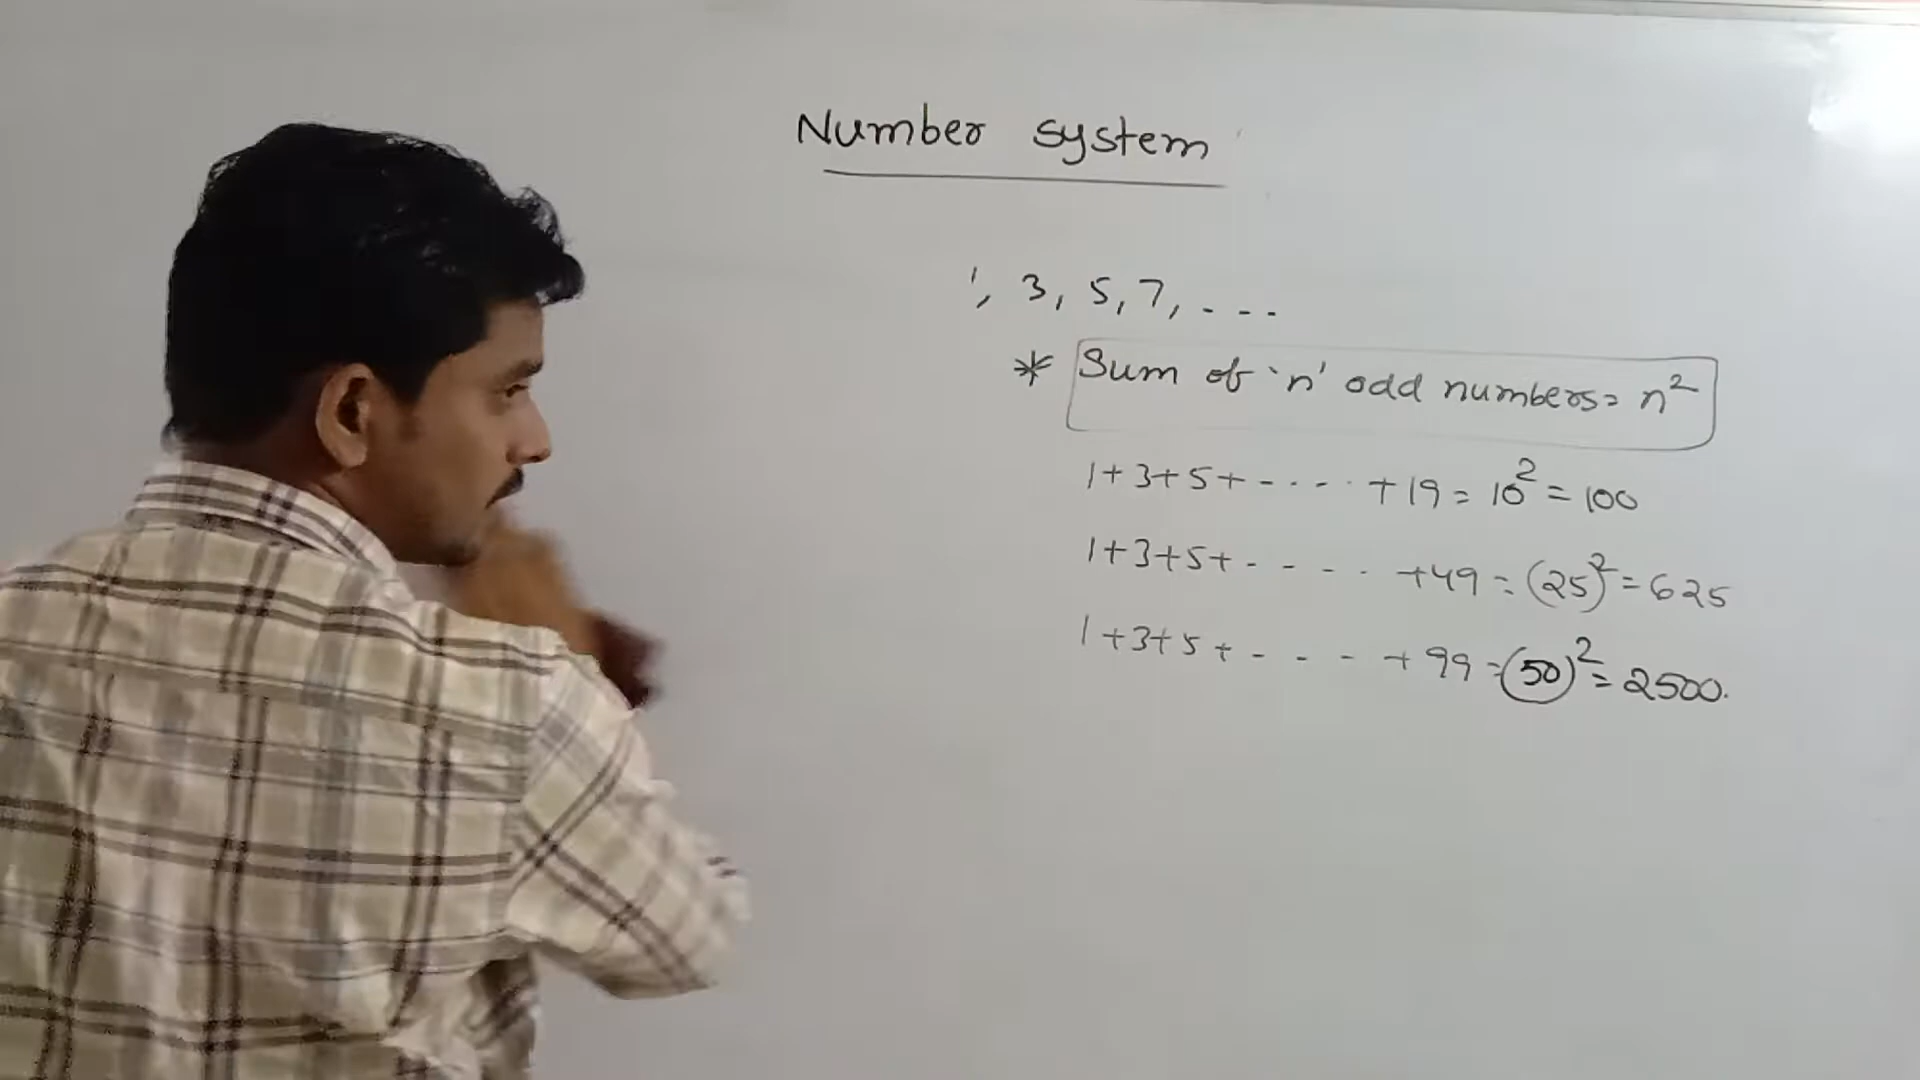 Number system
1, 3, 5, 7, - - -
* Sum of 'n' odd numbers = n²
1+3+5+ - - - - +19 = 10² = 100
1+3+5+ - - - - - +49 = (25)² = 625
1+3+5+ - - - - +99 = (50)² = 2500.